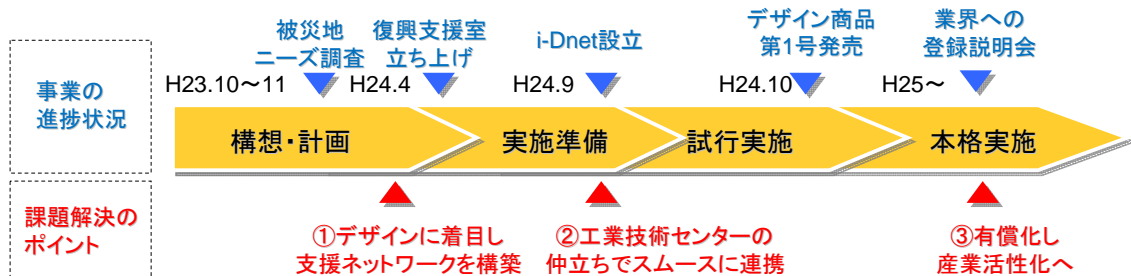 事業の
進捗状況
被災地
ニーズ調査
復興支援室
立ち上げ
i-Dnet設立
デザイン商品
第1号発売
業界への
登録説明会
H23.10～11
H24.4
H24.9
H24.10
H25～
構想・計画
実施準備
試行実施
本格実施
課題解決の
ポイント
①デザインに着目し
支援ネットワークを構築
②工業技術センターの
仲立ちでスムースに連携
③有償化し
産業活性化へ